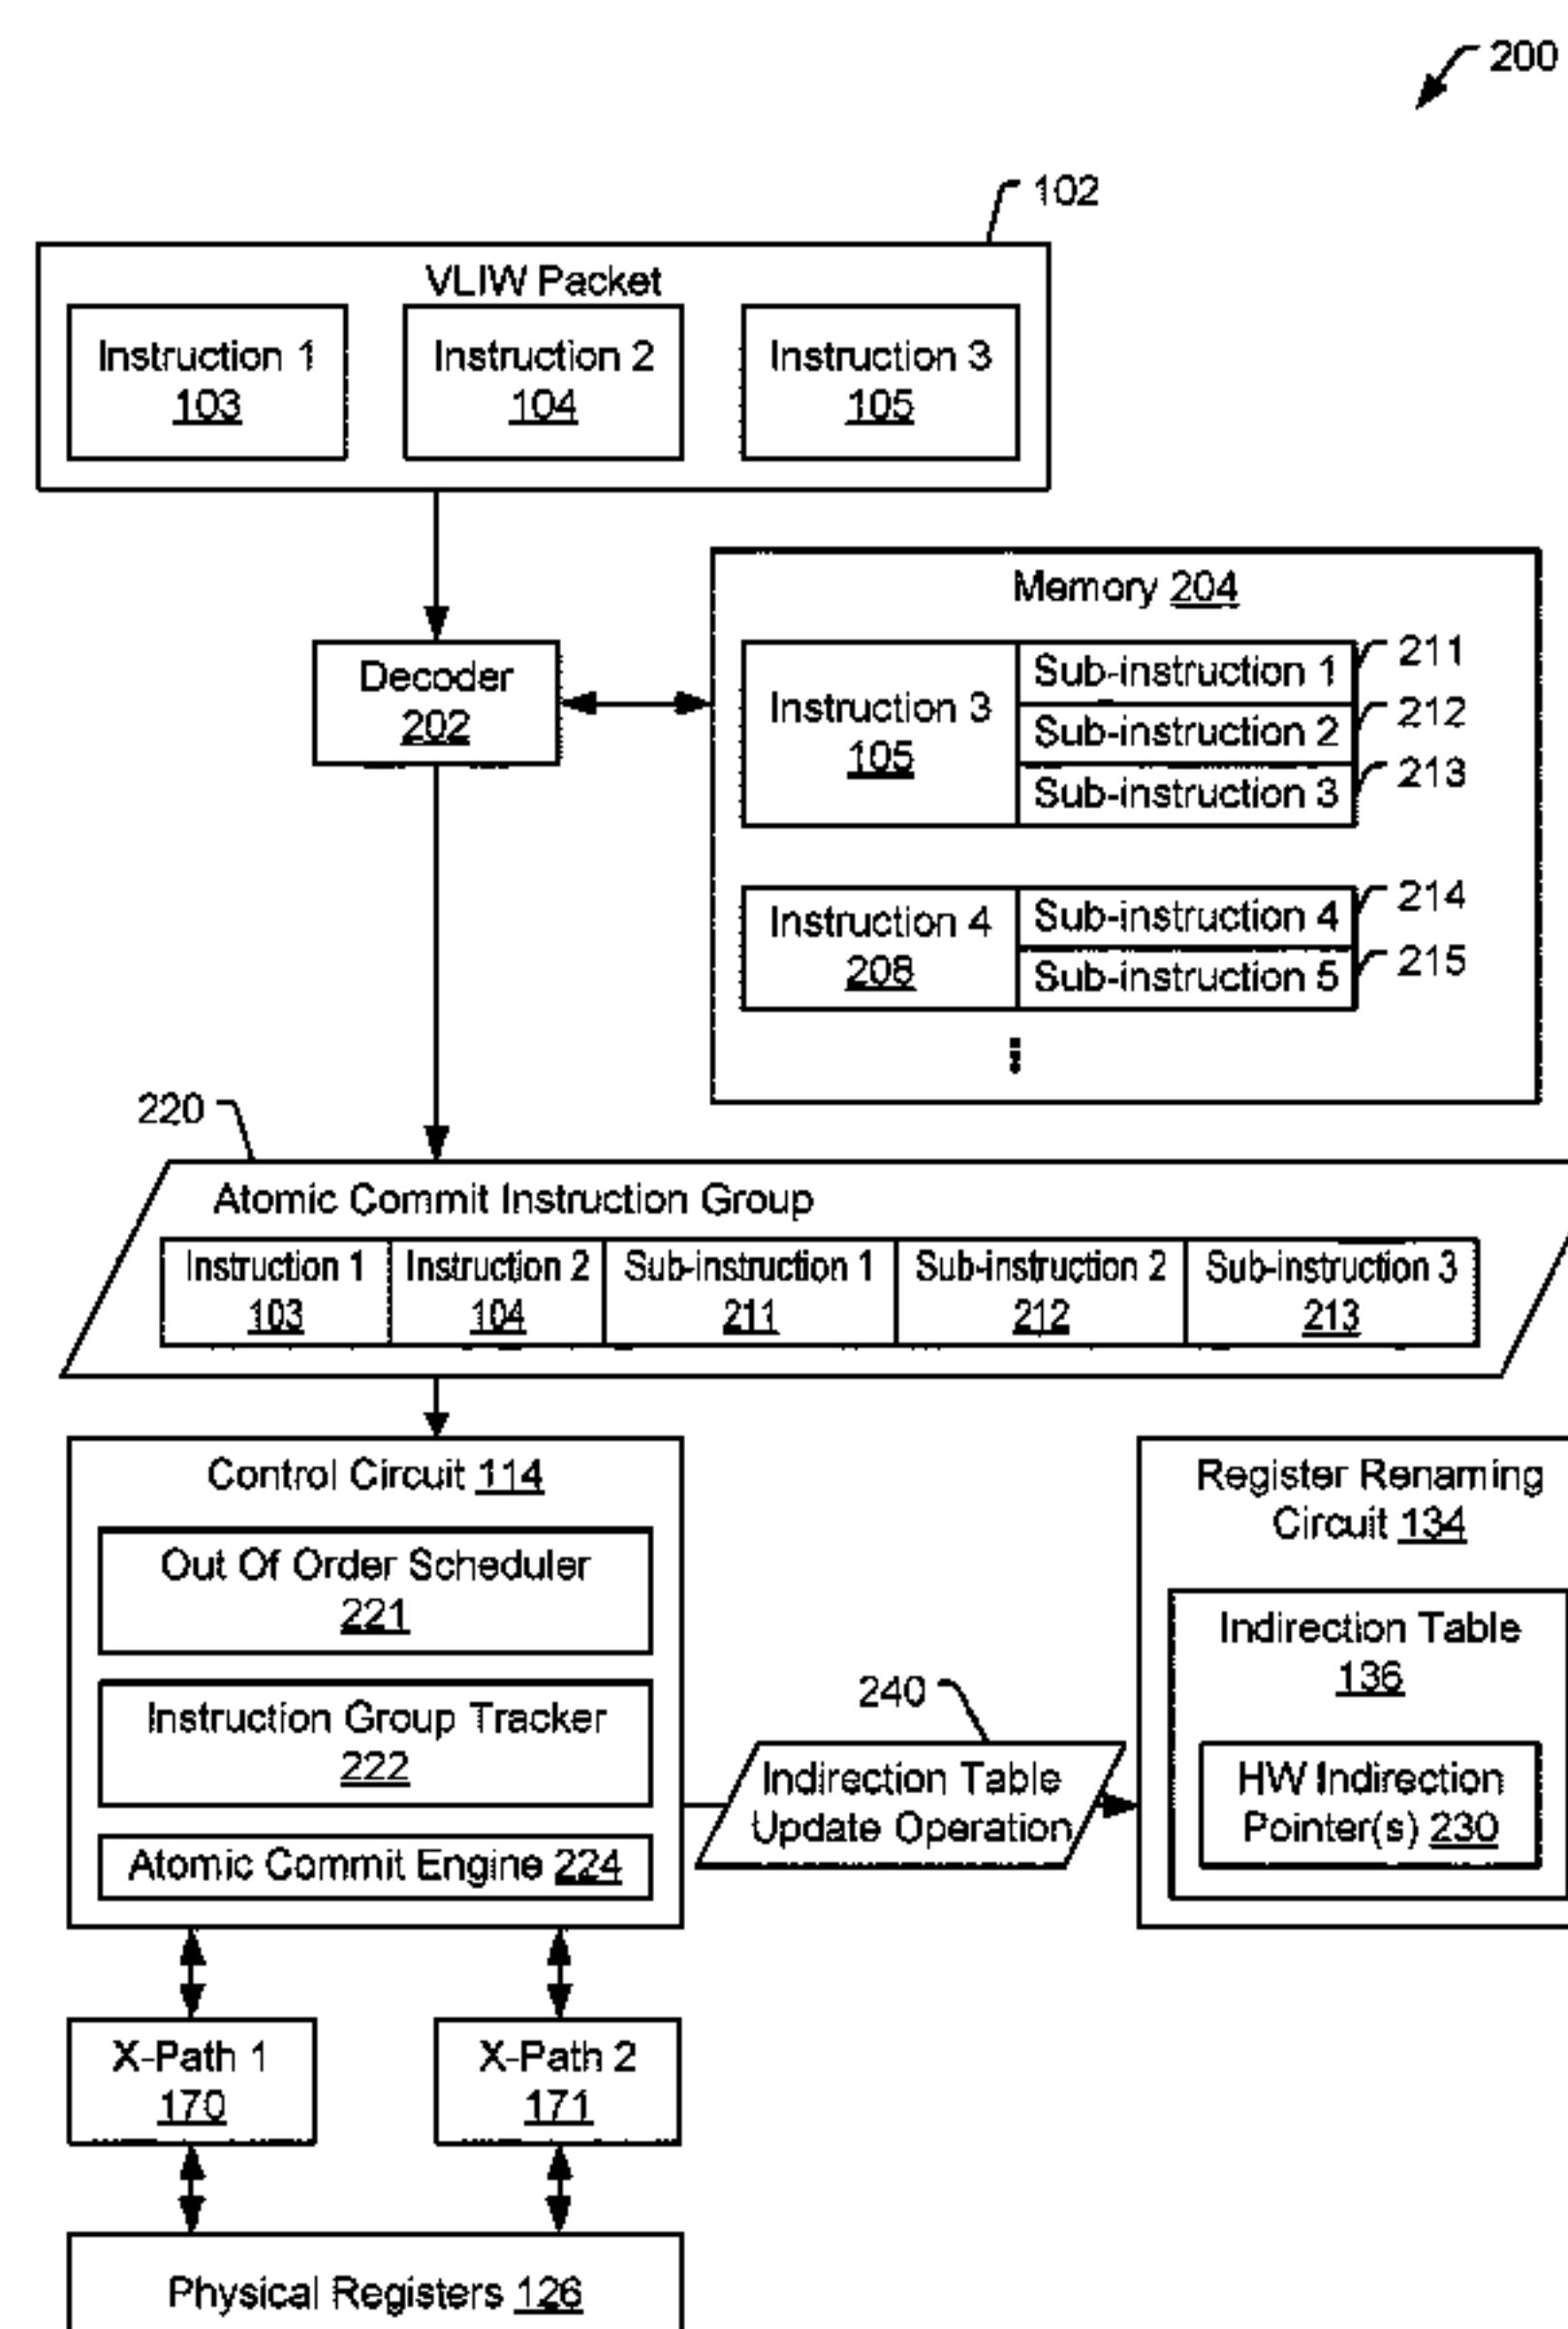 200
102
VLIW Packet
Instruction 1
103
Instruction 2
104
Instruction 3
105
Memory 204
Decoder
202
Instruction 3
105
Sub-instruction 1
211
Sub-instruction 2
212
Sub-instruction 3
213
Instruction 4
208
Sub-instruction 4
214
Sub-instruction 5
215
220
Atomic Commit Instruction Group
Instruction 1
103
Instruction 2
104
Sub-instruction 1
211
Sub-instruction 2
212
Sub-instruction 3
213
Control Circuit 114
Out Of Order Scheduler
221
Instruction Group Tracker
222
Atomic Commit Engine 224
240
Indirection Table
Update Operation
Register Renaming
Circuit 134
Indirection Table
136
HW Indirection
Pointer(s) 230
X-Path 1
170
X-Path 2
171
Physical Registers 126